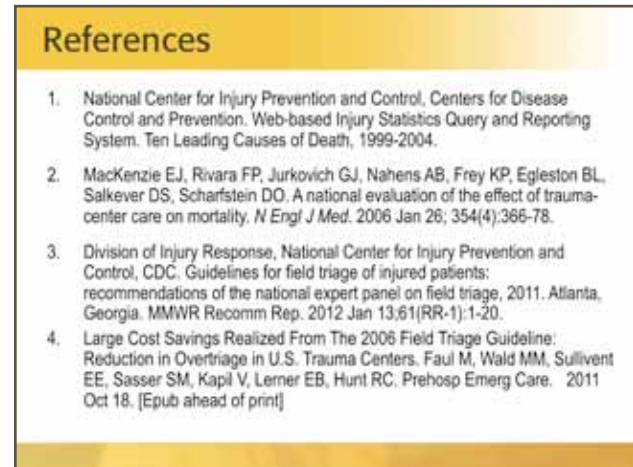 References
1. National Center for Injury Prevention and Control, Centers for Disease
Control and Prevention. Web-based Injury Statistics Query and Reporting
System. Ten Leading Causes of Death, 1999-2004.
2. MacKenzie EJ, Rivara FP, Jurkovich GJ, Nahens AB, Frey KP, Egleston BL,
Salkever DS, Scharfstein DO. A national evaluation of the effect of trauma-
center care on mortality. N Engl J Med. 2006 Jan 26; 354(4):366-78.
3. Division of Injury Response, National Center for Injury Prevention and
Control, CDC. Guidelines for field triage of injured patients:
recommendations of the national expert panel on field triage, 2011. Atlanta,
Georgia. MMWR Recomm Rep. 2012 Jan 13;61(RR-1):1-20.
4. Large Cost Savings Realized From The 2006 Field Triage Guideline:
Reduction in Overtriage in U.S. Trauma Centers. Faul M, Wald MM, Sullivent
EE, Sasser SM, Kapil V, Lerner EB, Hunt RC. Prehosp Emerg Care. 2011
Oct 18. [Epub ahead of print]